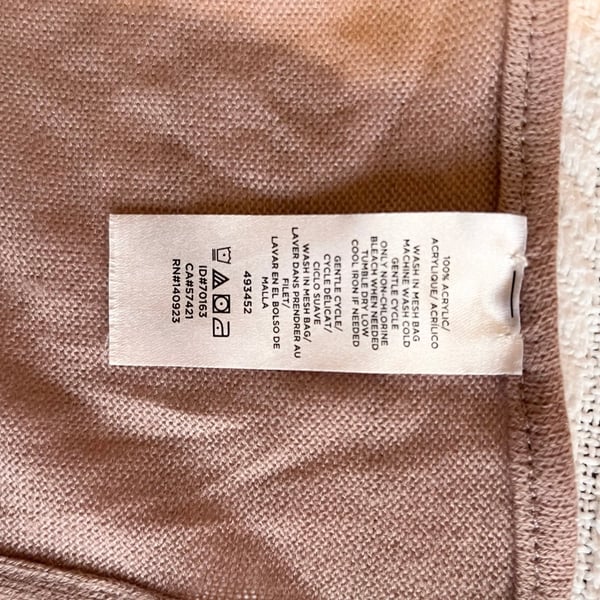 100% ACRYLIC/
ACRYLIQUE/ ACRÍLICO
WASH IN MESH BAG
MACHINE WASH COLD
GENTLE CYCLE
ONLY NON-CHLORINE
BLEACH WHEN NEEDED
TUMBLE DRY LOW
COOL IRON IF NEEDED
GENTLE CYCLE/
CYCLE DÉLICAT/
CICLO SUAVE
WASH IN MESH BAG/
LAVER DANS PRENDRER AU
FILET/
LAVAR EN EL BOLSO DE
MALLA
493452
ID#70163
CA#57421
RN#140923